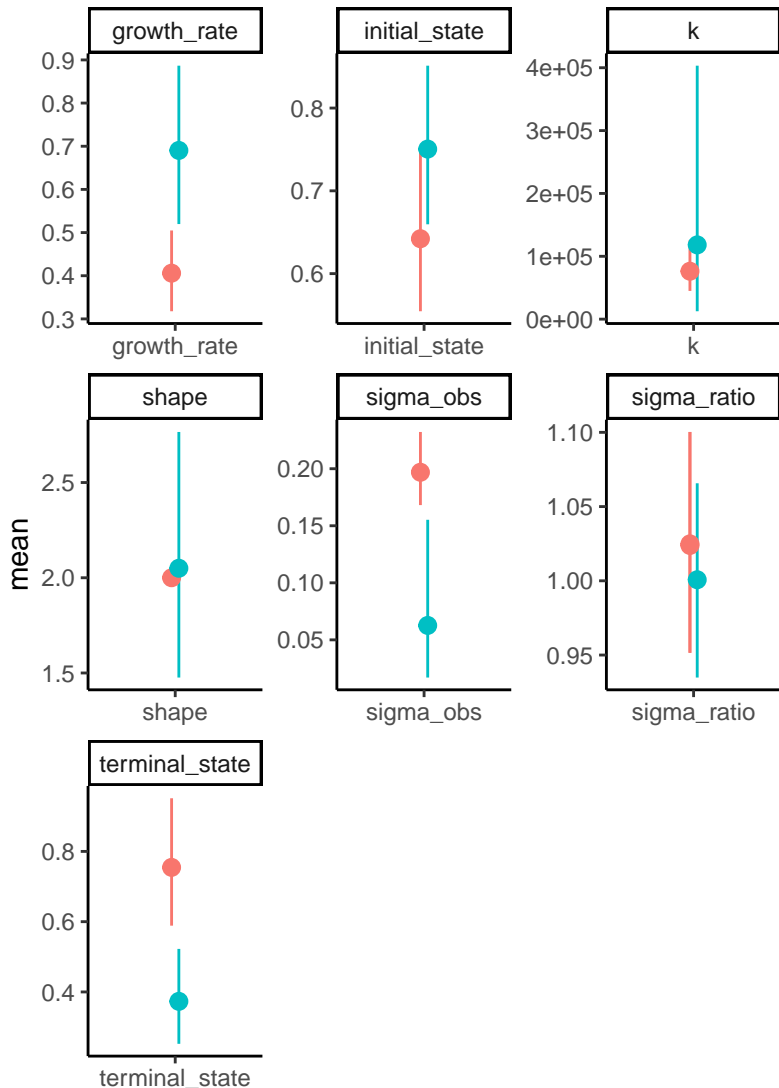 growth_rate initial_state k
0.9
0.8
0.7
0.6
0.5
0.4
0.3
growth_rate
0.8
0.7
0.6
initial_state
4e+05
3e+05
2e+05
1e+05
0e+00
k
shape sigma_obs sigma_ratio
mean
2.5
2.0
1.5
shape
0.20
0.15
0.10
0.05
sigma_obs
1.10
1.05
1.00
0.95
sigma_ratio
terminal_state
0.8
0.6
0.4
terminal_state